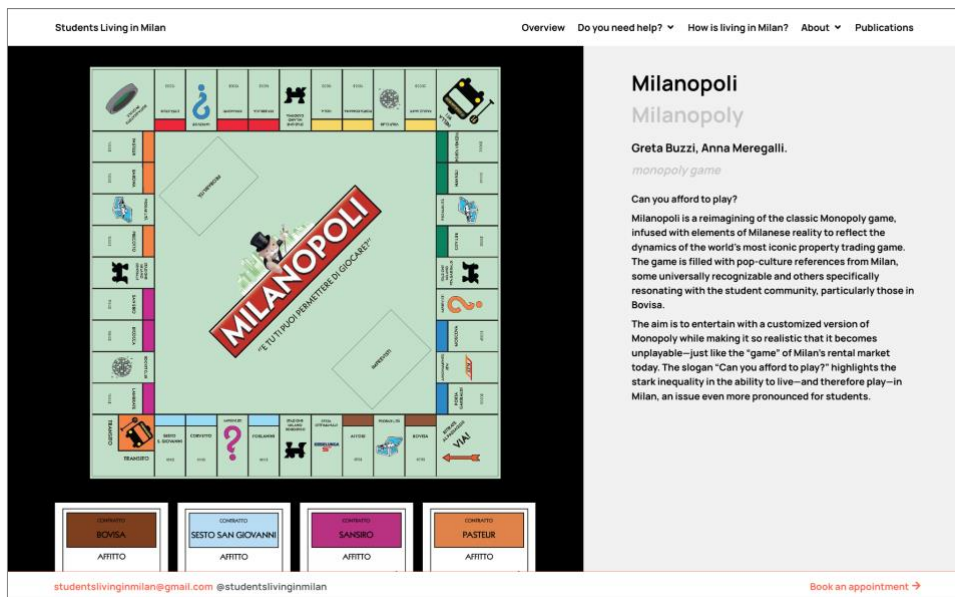 Students Living in Milan
Overview Do you need help? How is living in Milan? About Publications
Milanopoli
Milanopoly
Greta Buzzi, Anna Meregalli.
monopoly game
Can you afford to play?
Milanopoli is a reimagining of the classic Monopoly game,
infused with elements of Milanese reality to reflect the
dynamics of the world's most iconic property trading game.
The game is filled with pop-culture references from Milan,
some universally recognizable and others specifically
resonating with the student community, particularly those in
Bovisa.
The aim is to entertain with a customized version of
Monopoly while making it so realistic that it becomes
unplayable—just like the "game" of Milan's rental market
today. The slogan "Can you afford to play?" highlights the
stark inequality in the ability to live—and therefore play—in
Milan, an issue even more pronounced for students.
MILANOPOLI
"E TU TI PUOI PERMETTERE DI GIOCARE?"
IMPREVISTI
TRANSITO
TRANSITO
SESTO
S. GIOVANNI
CORVETTO
BOVISA
VIA!
CONTRATTO
BOVISA
AFFITTO
CONTRATTO
SESTO SAN GIOVANNI
AFFITTO
CONTRATTO
SANSIRO
AFFITTO
CONTRATTO
PASTEUR
AFFITTO
studentslivinginmilan@gmail.com @studentslivinginmilan
Book an appointment →